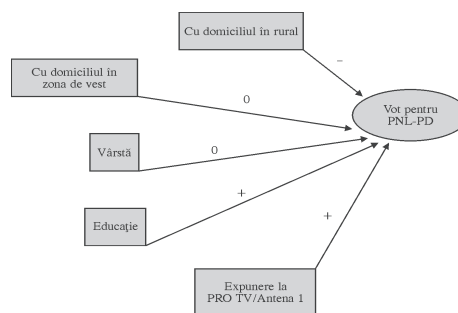 Cu domiciliul în rural
–
Cu domiciliul în
zona de vest
0
Vot pentru
PNL-PD
Vârstă
0
+
Educaţie
+
Expunere la
PRO TV/Antena 1